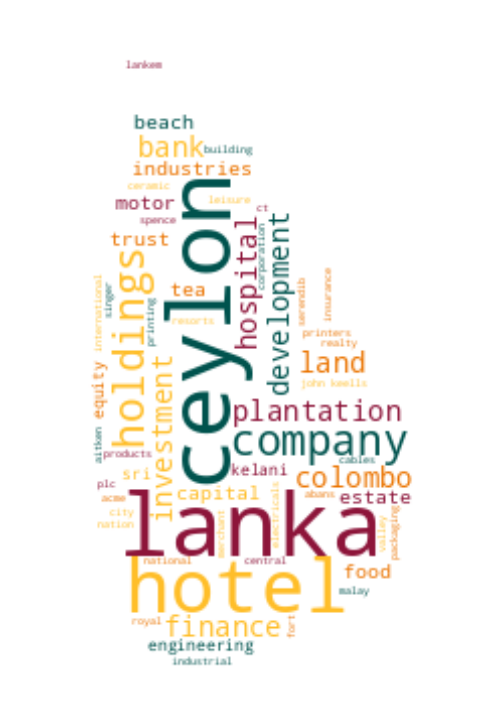 lankem
beach
bank
building
industries
ceramic
leisure
motor
ct
spence
ceylon
hospital
corporation
development
trust
holdings
international
singer
printing
tea
serendib
insurance
resorts
printers
realty
land
john keells
equity
investment
plantation
company
aitken
products
cables
kelani
sri
colombo
plc
capital
abans
estate
acme
lanka
city
nation
merchant
electricals
valley
packaging
national
central
food
hotel
malay
royal
finance
fort
engineering
industrial